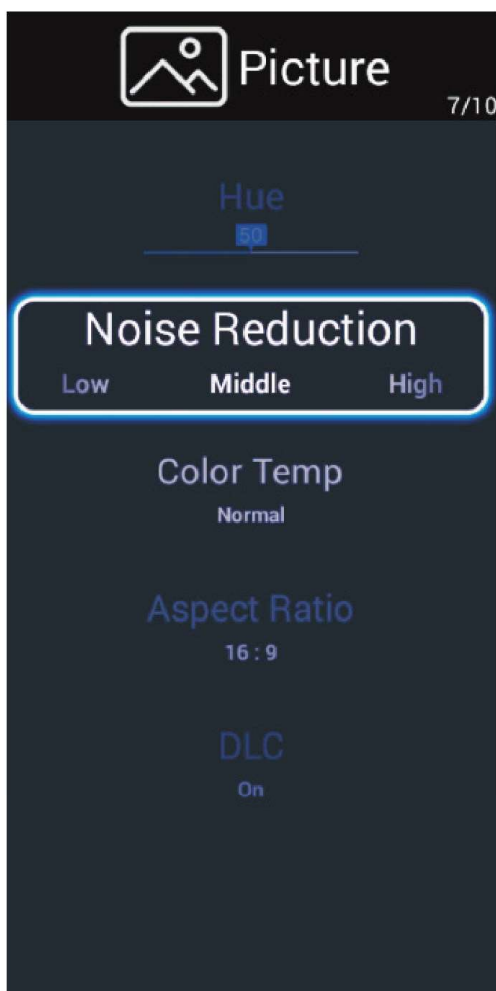 Picture
7/10
Hue
50
Noise Reduction
Low Middle High
Color Temp
Normal
Aspect Ratio
16 : 9
DLC
On